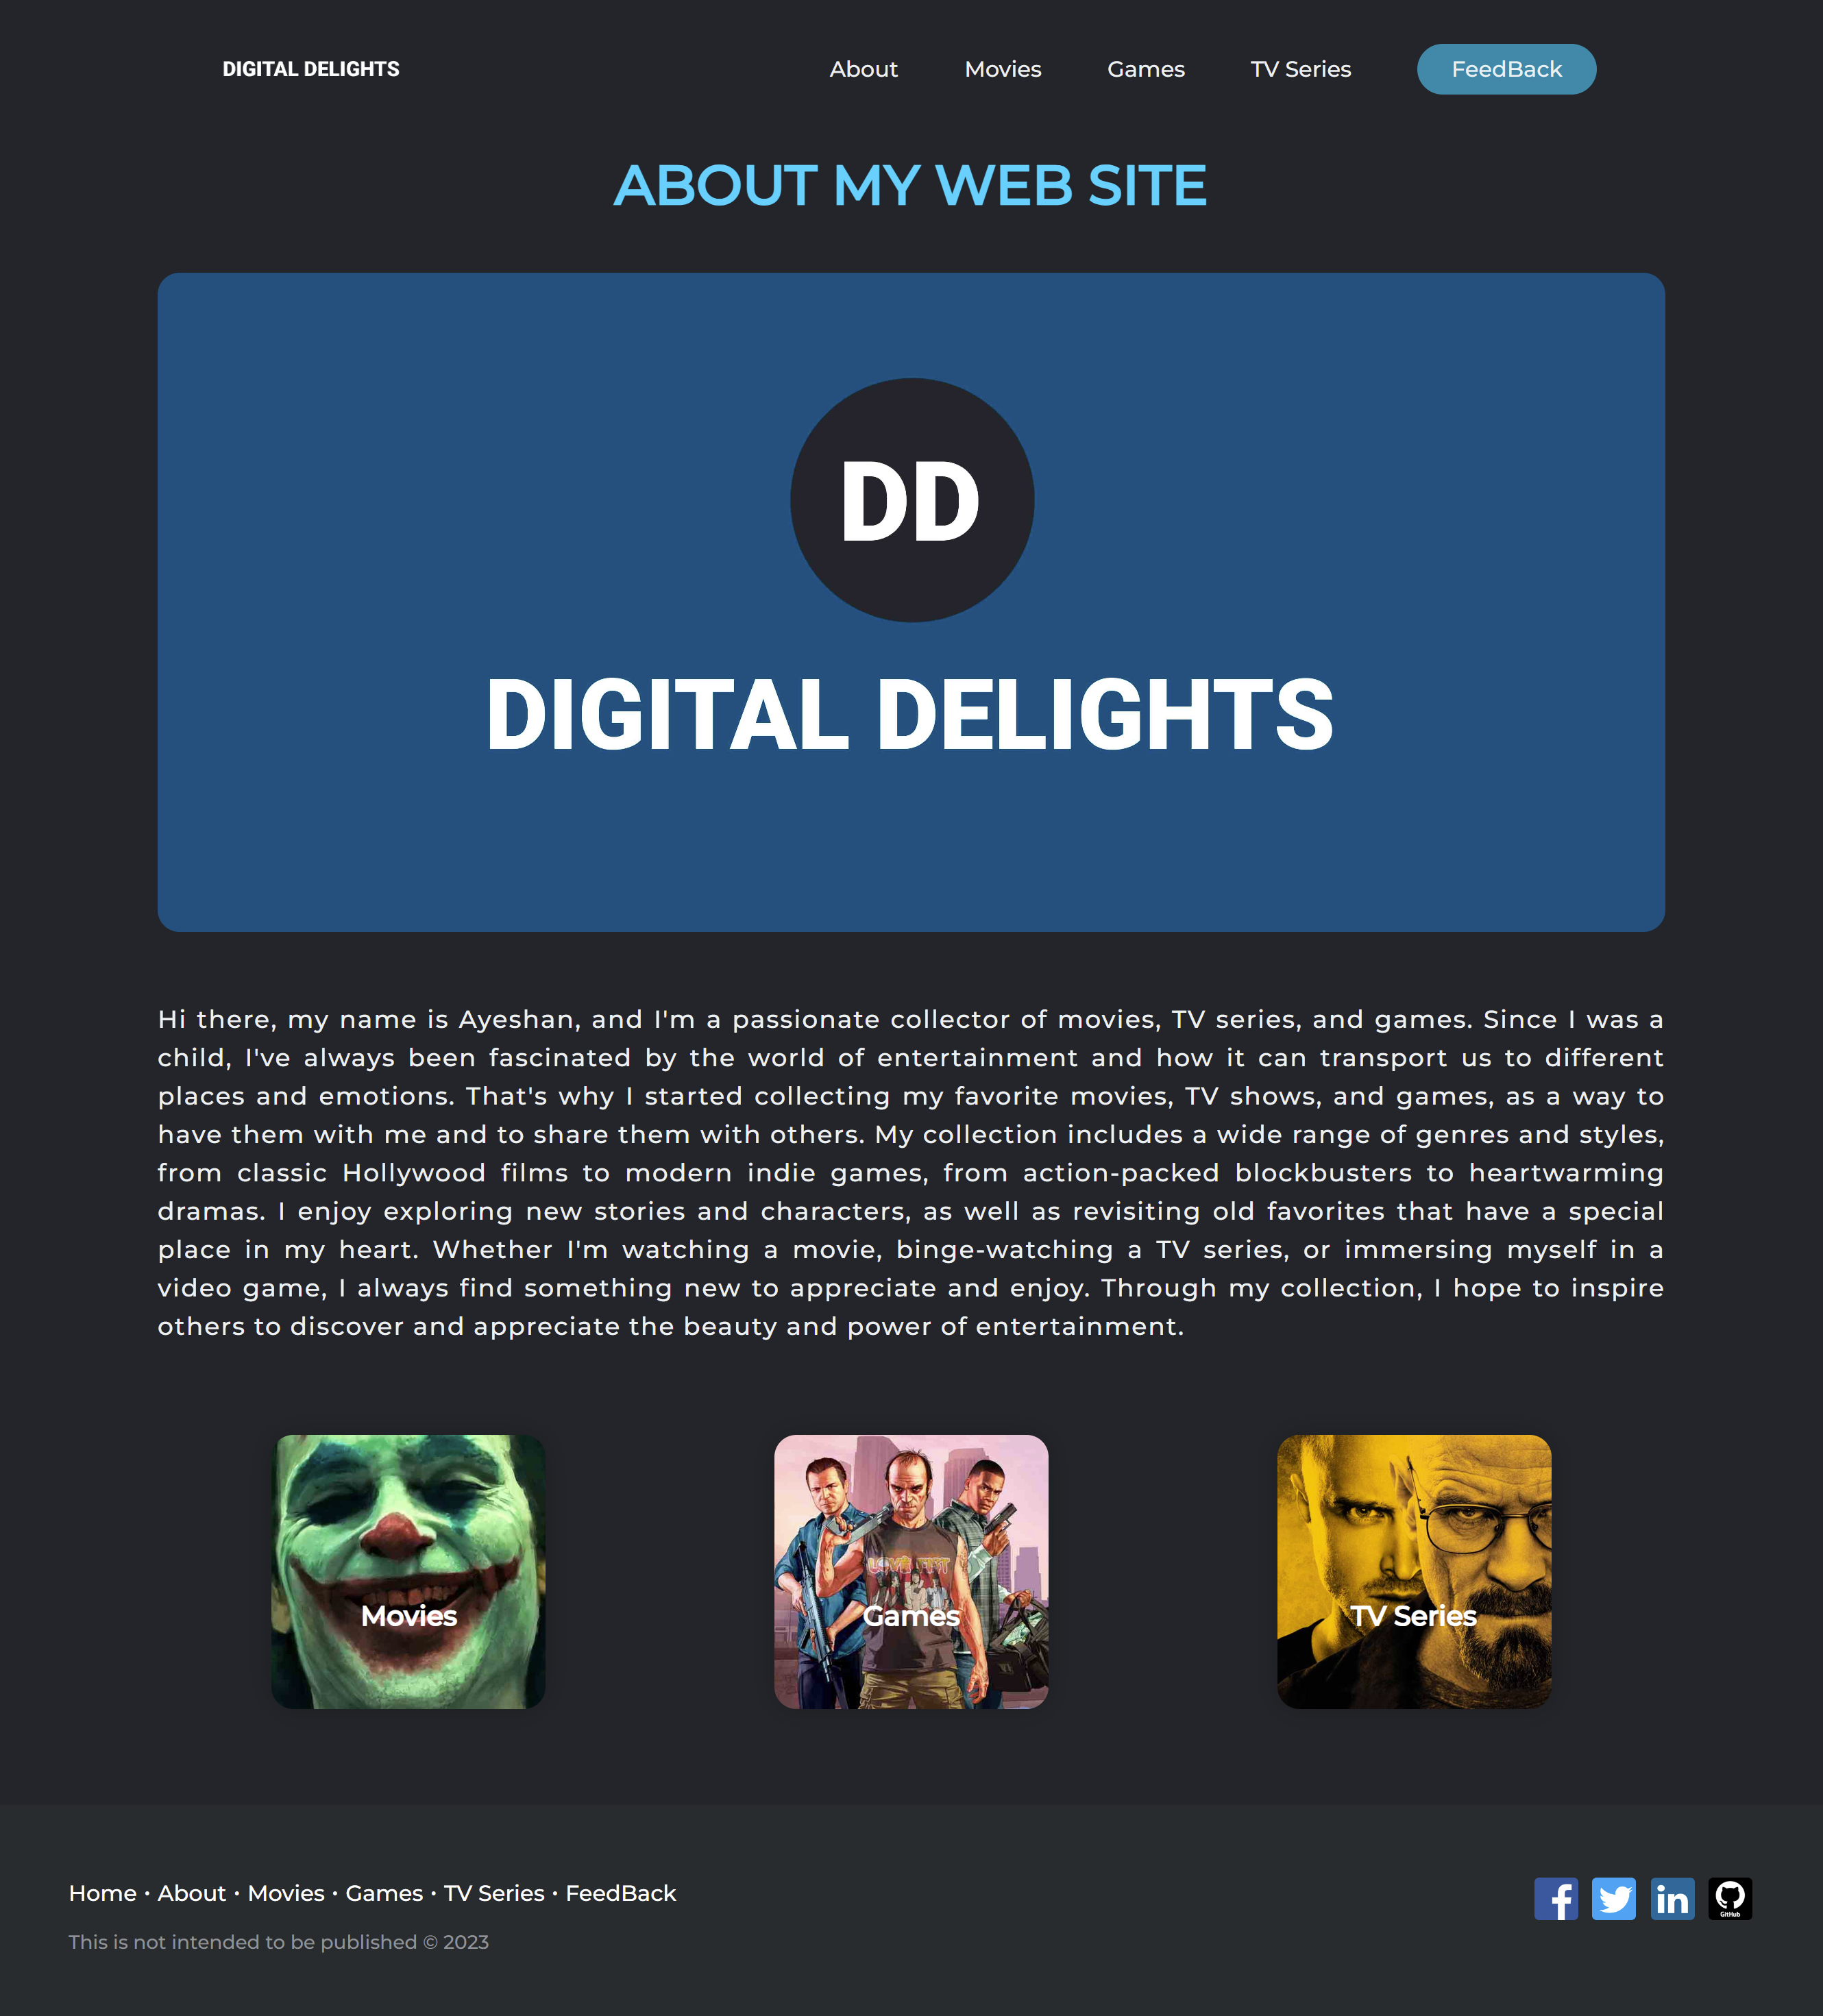 DIGITAL DELIGHTS
About Movies Games TV Series FeedBack
ABOUT MY WEB SITE
DD
DIGITAL DELIGHTS
Hi there, my name is Ayeshan, and I'm a passionate collector of movies, TV series, and games. Since I was a
child, I've always been fascinated by the world of entertainment and how it can transport us to different
places and emotions. That's why I started collecting my favorite movies, TV shows, and games, as a way to
have them with me and to share them with others. My collection includes a wide range of genres and styles,
from classic Hollywood films to modern indie games, from action-packed blockbusters to heartwarming
dramas. I enjoy exploring new stories and characters, as well as revisiting old favorites that have a special
place in my heart. Whether I'm watching a movie, binge-watching a TV series, or immersing myself in a
video game, I always find something new to appreciate and enjoy. Through my collection, I hope to inspire
others to discover and appreciate the beauty and power of entertainment.
Movies
Games
TV Series
Home • About • Movies • Games • TV Series • FeedBack
in
GitHub
This is not intended to be published © 2023